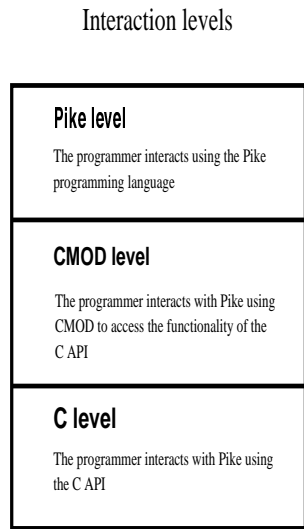 Interaction levels
Pike level
The programmer interacts using the Pike
programming language
CMOD level
The programmer interacts with Pike using
CMOD to access the functionality of the
C API
C level
The programmer interacts with Pike using
the C API